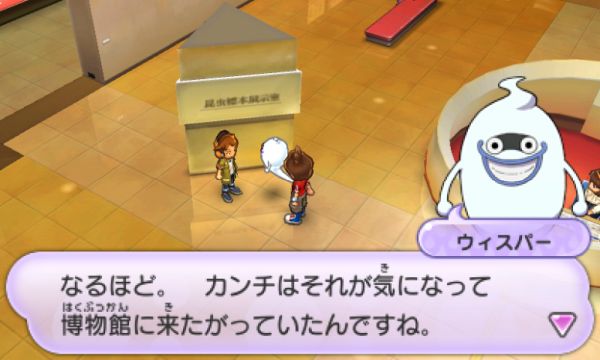 昆虫標本展示室
ウィスパー
なるほど。 カンチはそれが気になって
博物館に来たがっていたんですね。